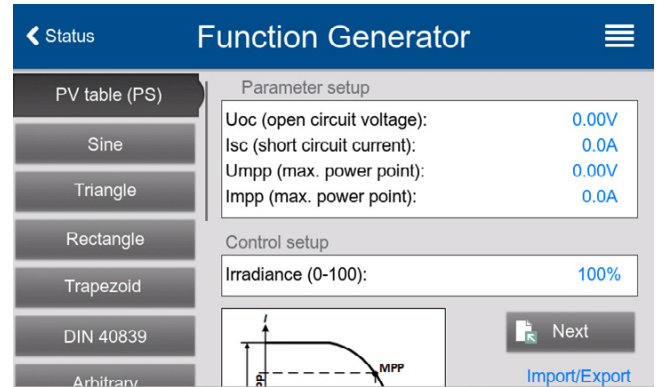 Status
Function Generator
PV table (PS)
Sine
Triangle
Rectangle
Trapezoid
DIN 40839
Arbitrary
Parameter setup
Uoc (open circuit voltage): 0.00V
Isc (short circuit current): 0.0A
Umpp (max. power point): 0.00V
Impp (max. power point): 0.0A
Control setup
Irradiance (0-100): 100%
I
MPP
PP
Next
Import/Export